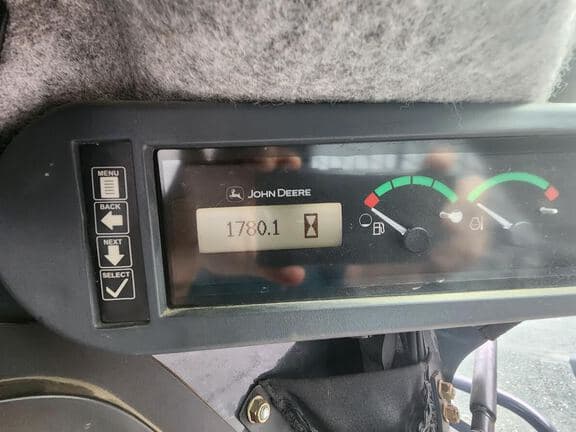 MENU
BACK
NEXT
SELECT
JOHN DEERE
1780.1